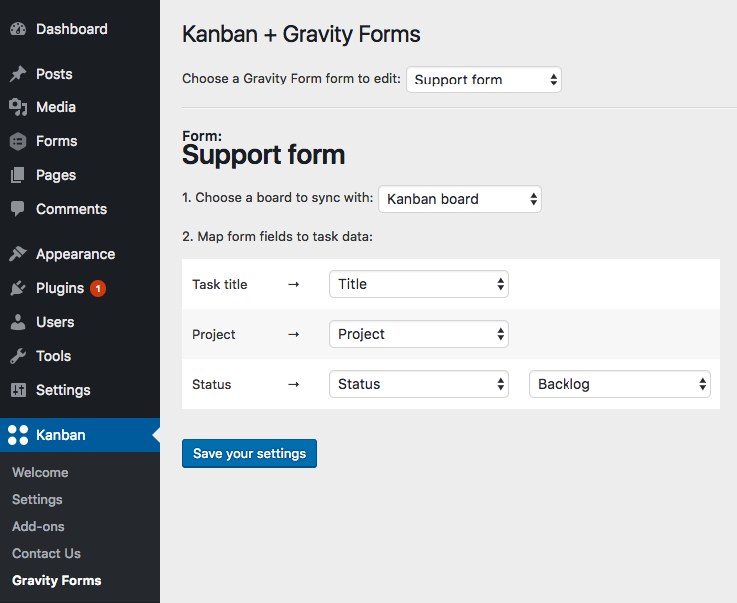 Dashboard
Posts
Media
Forms
Pages
Comments
Appearance
Plugins 1
Users
Tools
Settings
Kanban
Welcome
Settings
Add-ons
Contact Us
Gravity Forms
Kanban + Gravity Forms
Choose a Gravity Form form to edit: Support form
Form:
Support form
1. Choose a board to sync with: Kanban board
2. Map form fields to task data:
Task title → Title
Project → Project
Status → Status Backlog
Save your settings